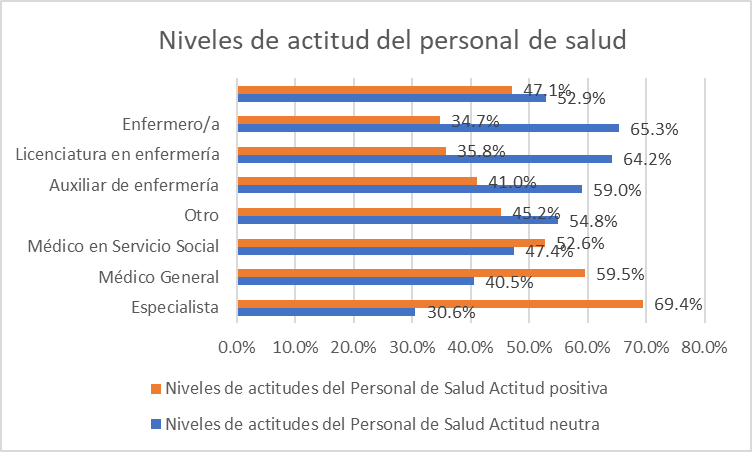 Niveles de actitud del personal de salud
47.1%
52.9%
Enfermero/a
34.7%
65.3%
Licenciatura en enfermería
35.8%
64.2%
Auxiliar de enfermería
41.0%
59.0%
Otro
45.2%
54.8%
Médico en Servicio Social
52.6%
47.4%
Médico General
59.5%
40.5%
Especialista
69.4%
30.6%
0.0% 10.0% 20.0% 30.0% 40.0% 50.0% 60.0% 70.0% 80.0%
Niveles de actitudes del Personal de Salud Actitud positiva
Niveles de actitudes del Personal de Salud Actitud neutra